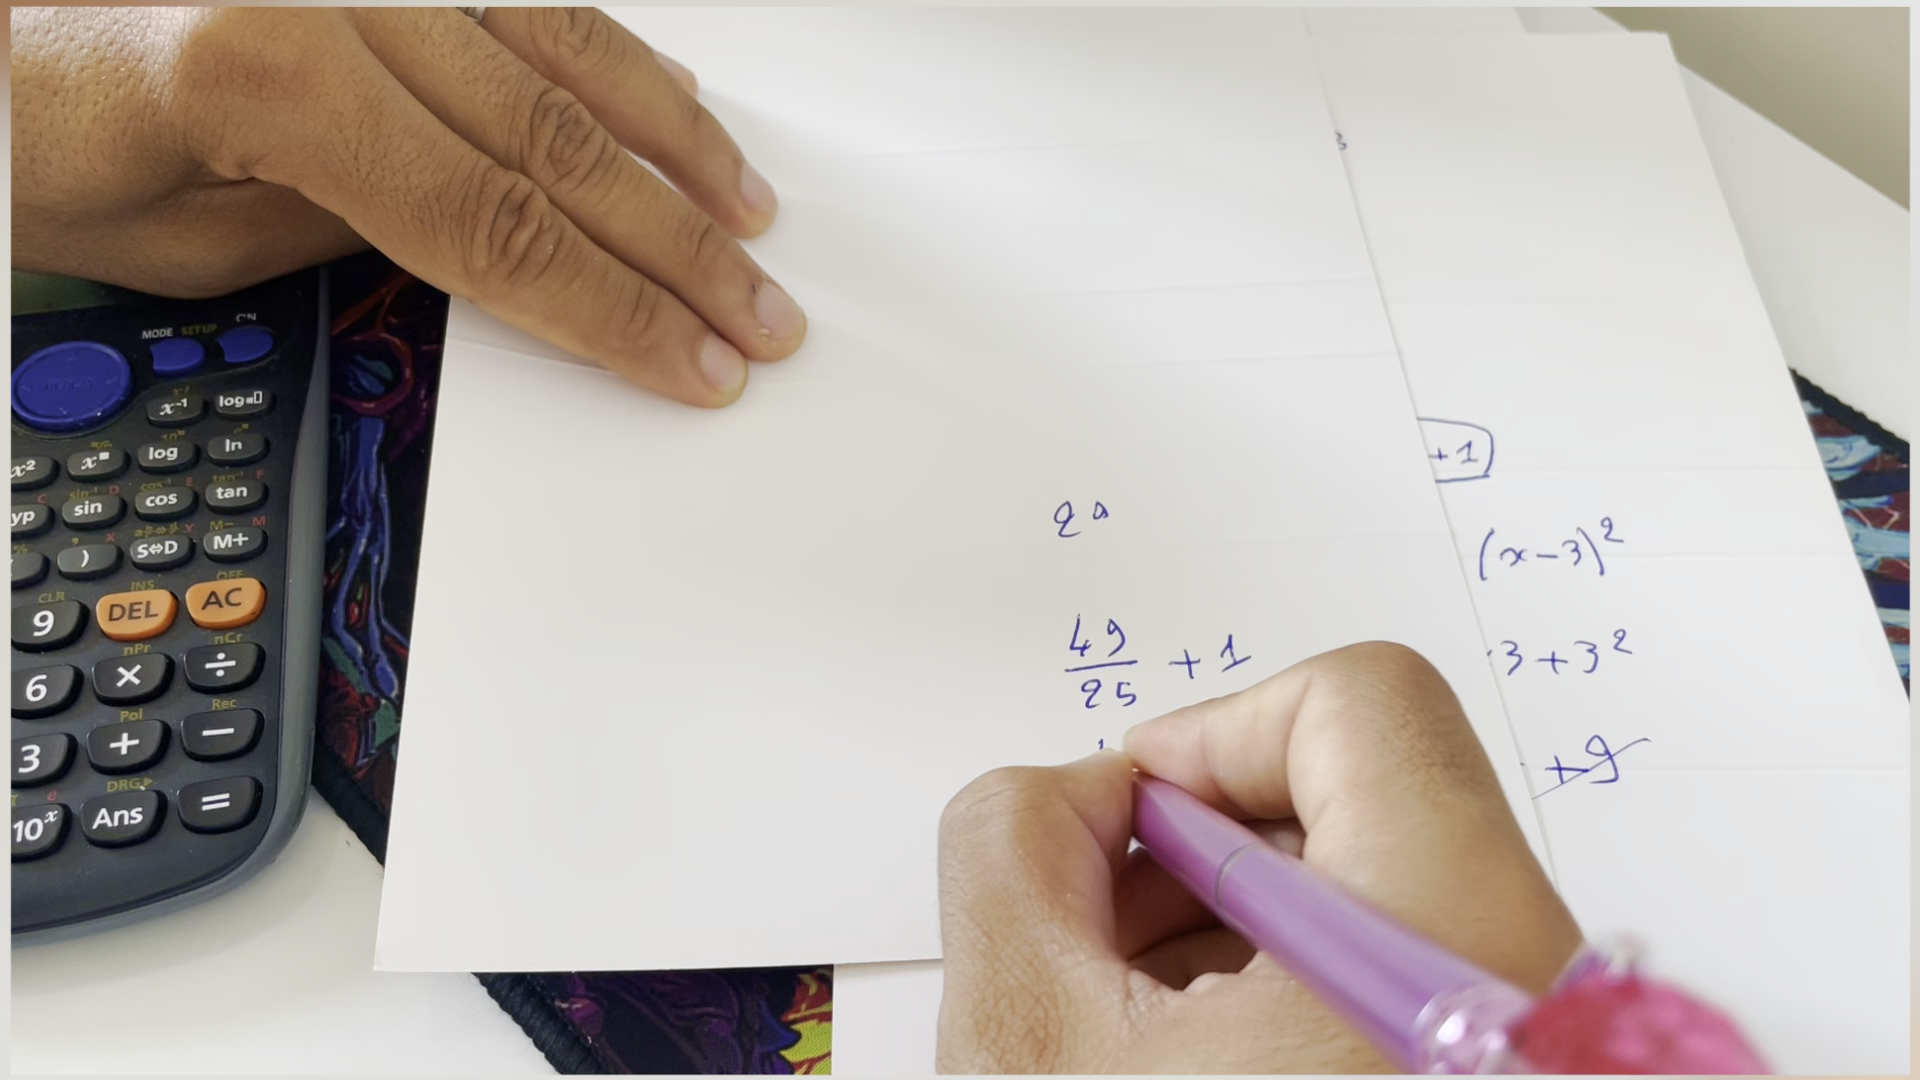 MODE SETUP ON
x⁻¹ log
x² x■ log ln
sin cos tan
) S⇔D M+
CLR INS OFF
9 DEL AC
nPr nCr
6 × ÷
Pol Rec
3 + −
DRG▶
10ˣ Ans =
49/25 + 1
+ 1
(x−3)²
3+3²
+9